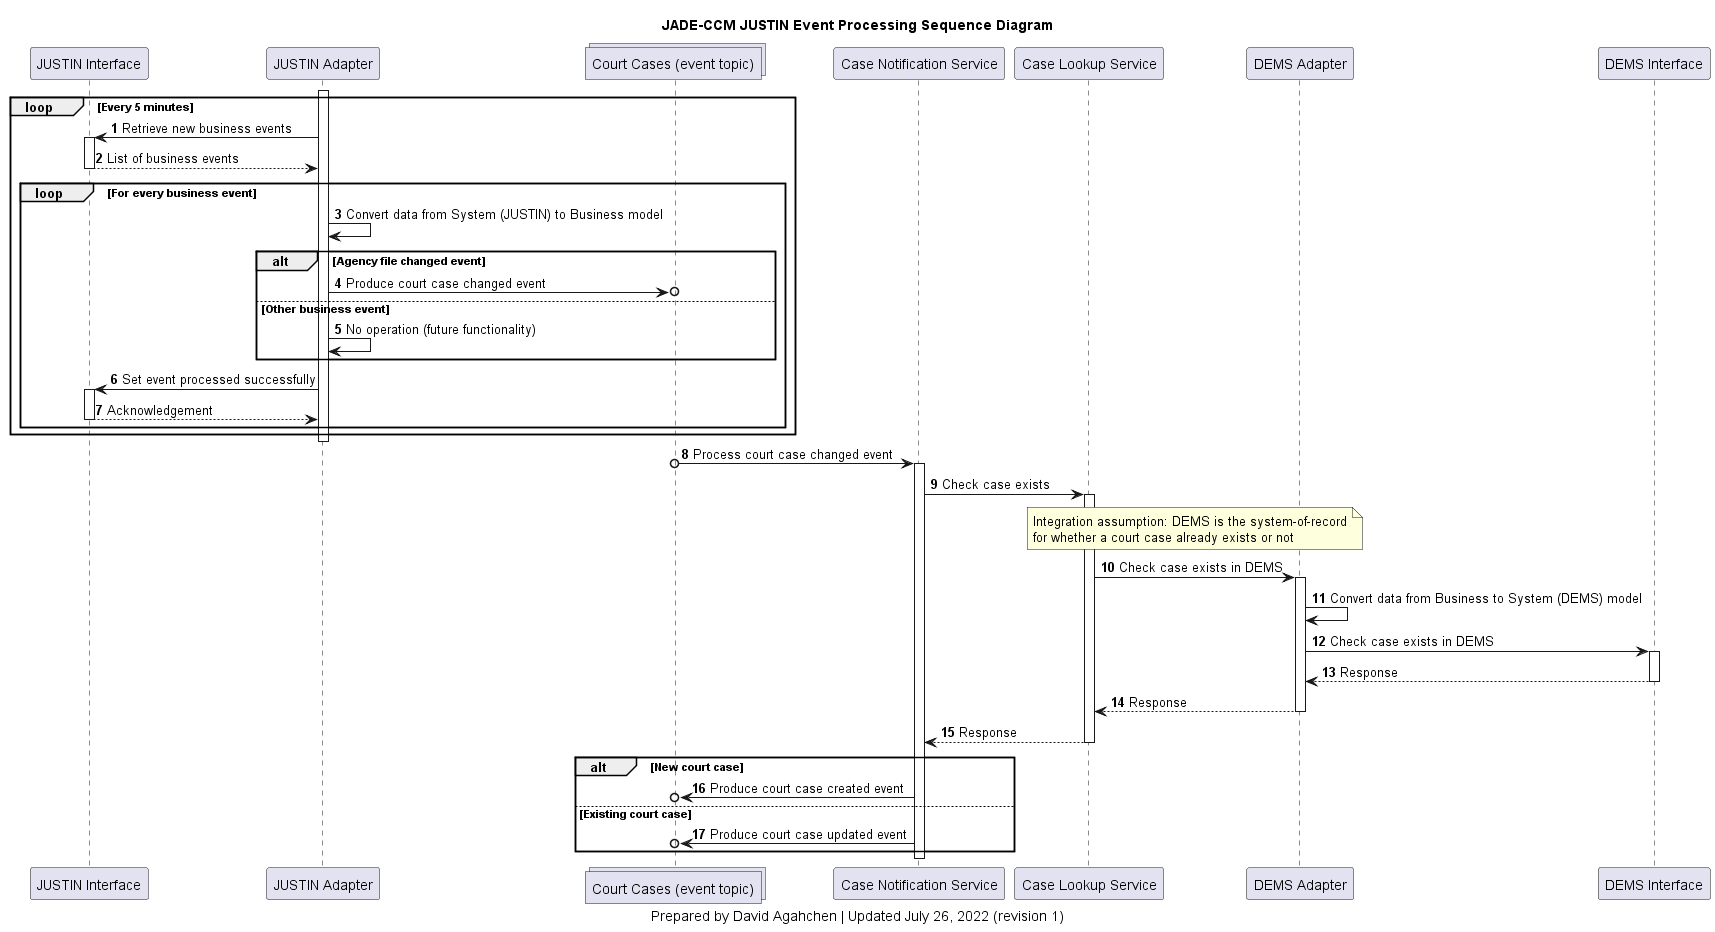 JADE-CCM JUSTIN Event Processing Sequence Diagram
JUSTIN Interface
JUSTIN Adapter
Court Cases (event topic)
Case Notification Service
Case Lookup Service
DEMS Adapter
DEMS Interface
loop [Every 5 minutes]
1 Retrieve new business events
2 List of business events
loop [For every business event]
3 Convert data from System (JUSTIN) to Business model
alt [Agency file changed event]
4 Produce court case changed event
[Other business event]
5 No operation (future functionality)
6 Set event processed successfully
7 Acknowledgement
8 Process court case changed event
9 Check case exists
Integration assumption: DEMS is the system-of-record
for whether a court case already exists or not
10 Check case exists in DEMS
11 Convert data from Business to System (DEMS) model
12 Check case exists in DEMS
13 Response
14 Response
15 Response
alt [New court case]
16 Produce court case created event
[Existing court case]
17 Produce court case updated event
JUSTIN Interface
JUSTIN Adapter
Court Cases (event topic)
Case Notification Service
Case Lookup Service
DEMS Adapter
DEMS Interface
Prepared by David Agahchen | Updated July 26, 2022 (revision 1)